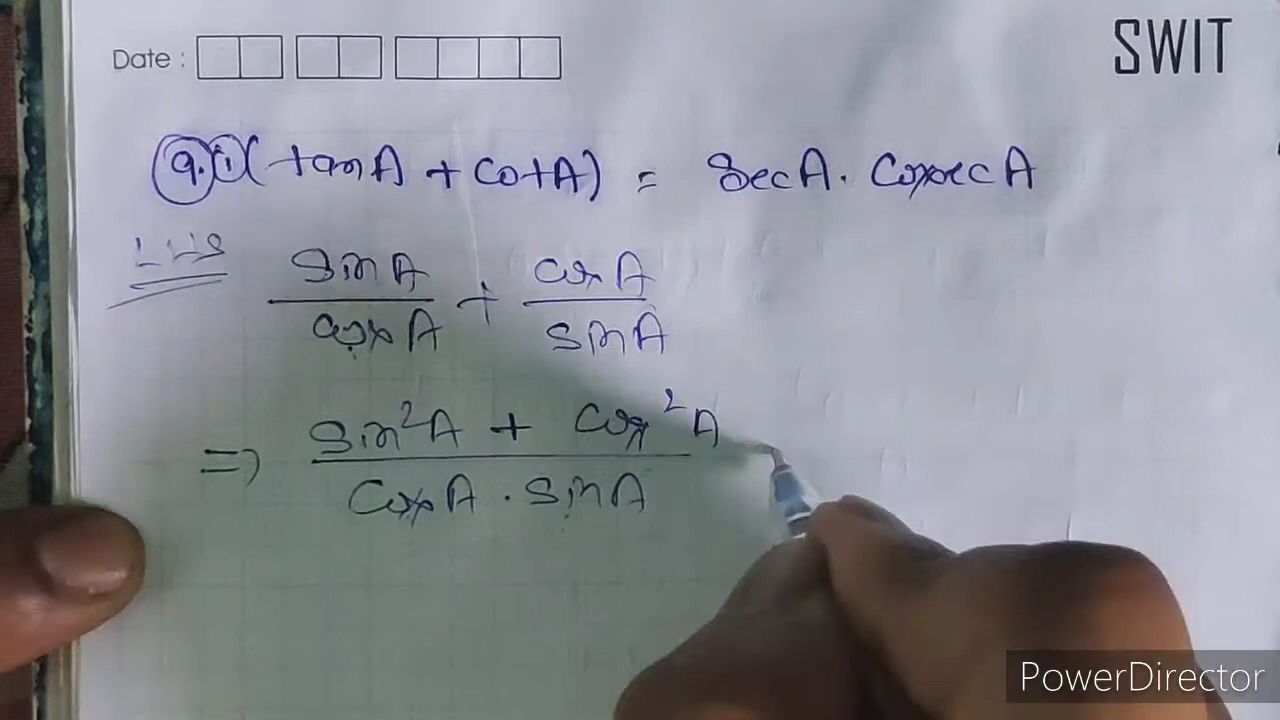 SWIT
Date :
9. i (tanA + cotA) = SecA. CosecA
LHS sinA/cosA + cosA/sinA
=> sin²A + cos²A / cosA . sinA
PowerDirector